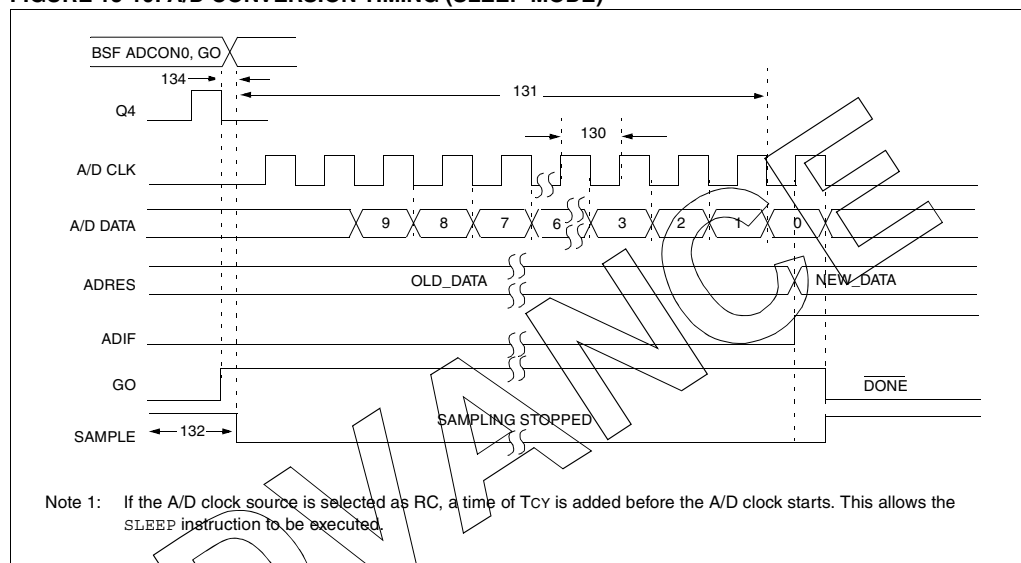 BSF ADCON0, GO
134
131
Q4
130
A/D CLK
A/D DATA
9 8 7 6 3 2 1 0
ADRES
OLD_DATA
NEW_DATA
ADIF
GO
DONE
SAMPLE
132
SAMPLING STOPPED
Note 1: If the A/D clock source is selected as RC, a time of TCY is added before the A/D clock starts. This allows the
SLEEP instruction to be executed.
ADVANCE